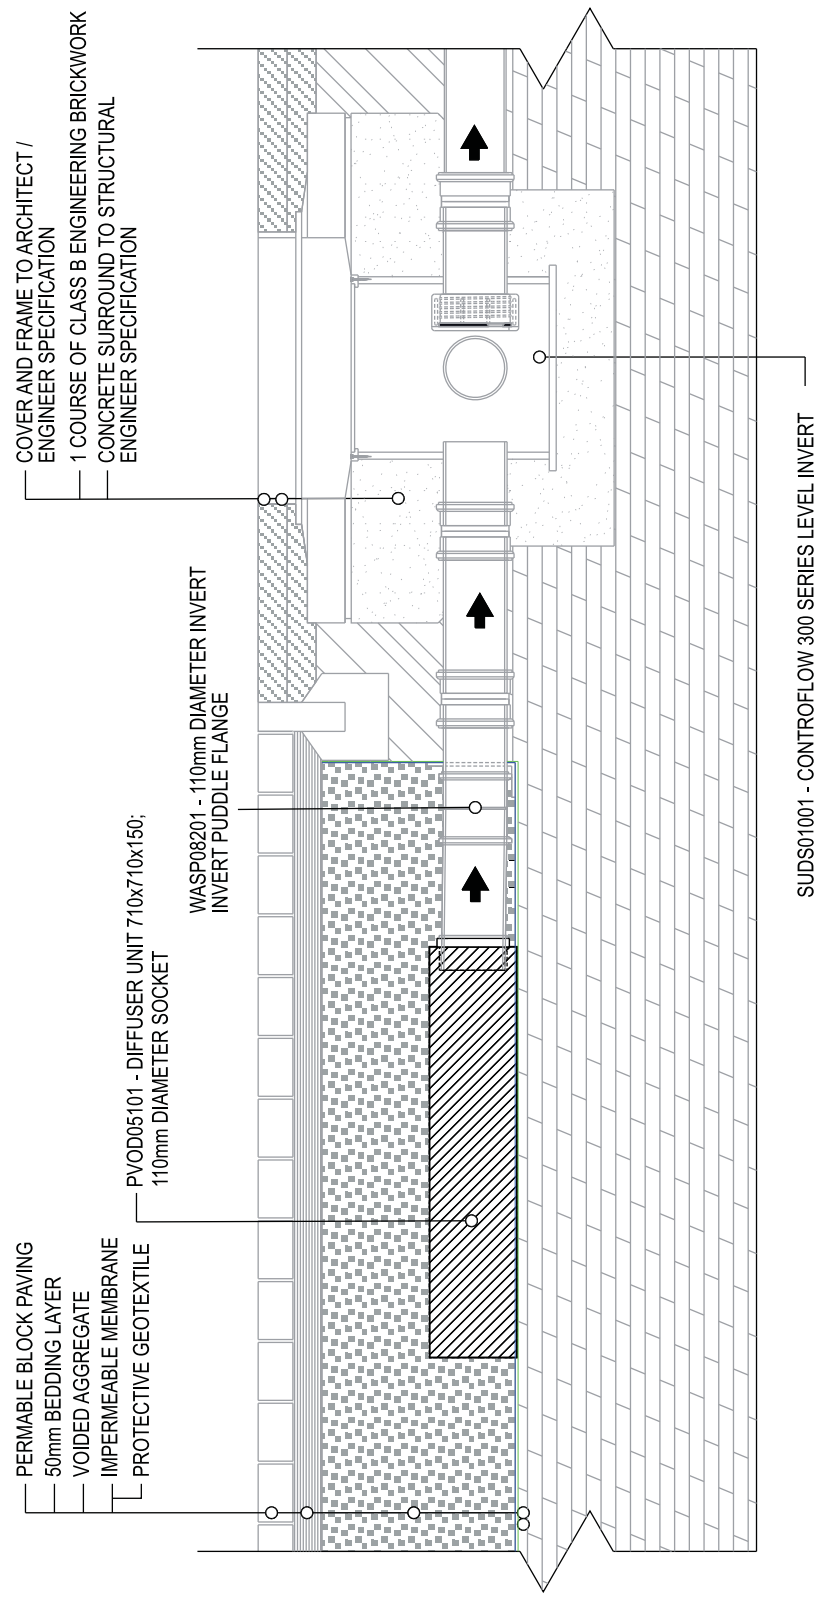 PERMABLE BLOCK PAVING
50mm BEDDING LAYER
VOIDED AGGREGATE
IMPERMEABLE MEMBRANE
PROTECTIVE GEOTEXTILE
PVOD05101 - DIFFUSER UNIT 710x710x150;
110mm DIAMETER SOCKET
WASP08201 - 110mm DIAMETER INVERT
INVERT PUDDLE FLANGE
COVER AND FRAME TO ARCHITECT /
ENGINEER SPECIFICATION
1 COURSE OF CLASS B ENGINEERING BRICKWORK
CONCRETE SURROUND TO STRUCTURAL
ENGINEER SPECIFICATION
SUDS01001 - CONTROFLOW 300 SERIES LEVEL INVERT